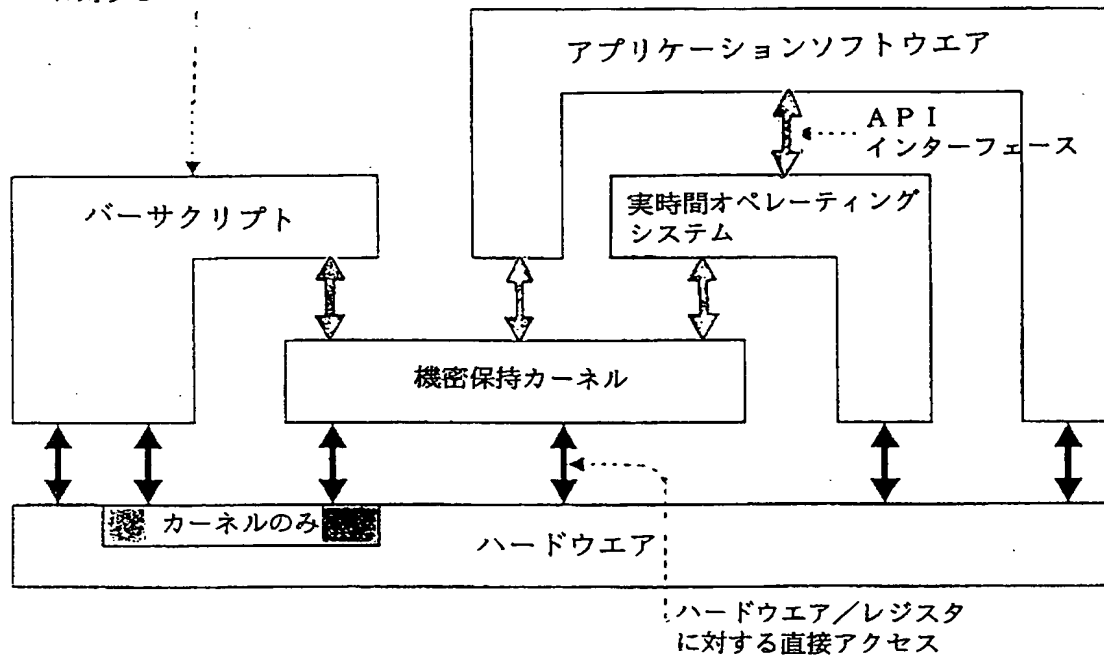 アプリケーションソフトウエア
ＡＰＩ
インターフェース
バーサクリプト
実時間オペレーティング
システム
機密保持カーネル
カーネルのみ
ハードウエア
ハードウエア／レジスタ
に対する直接アクセス